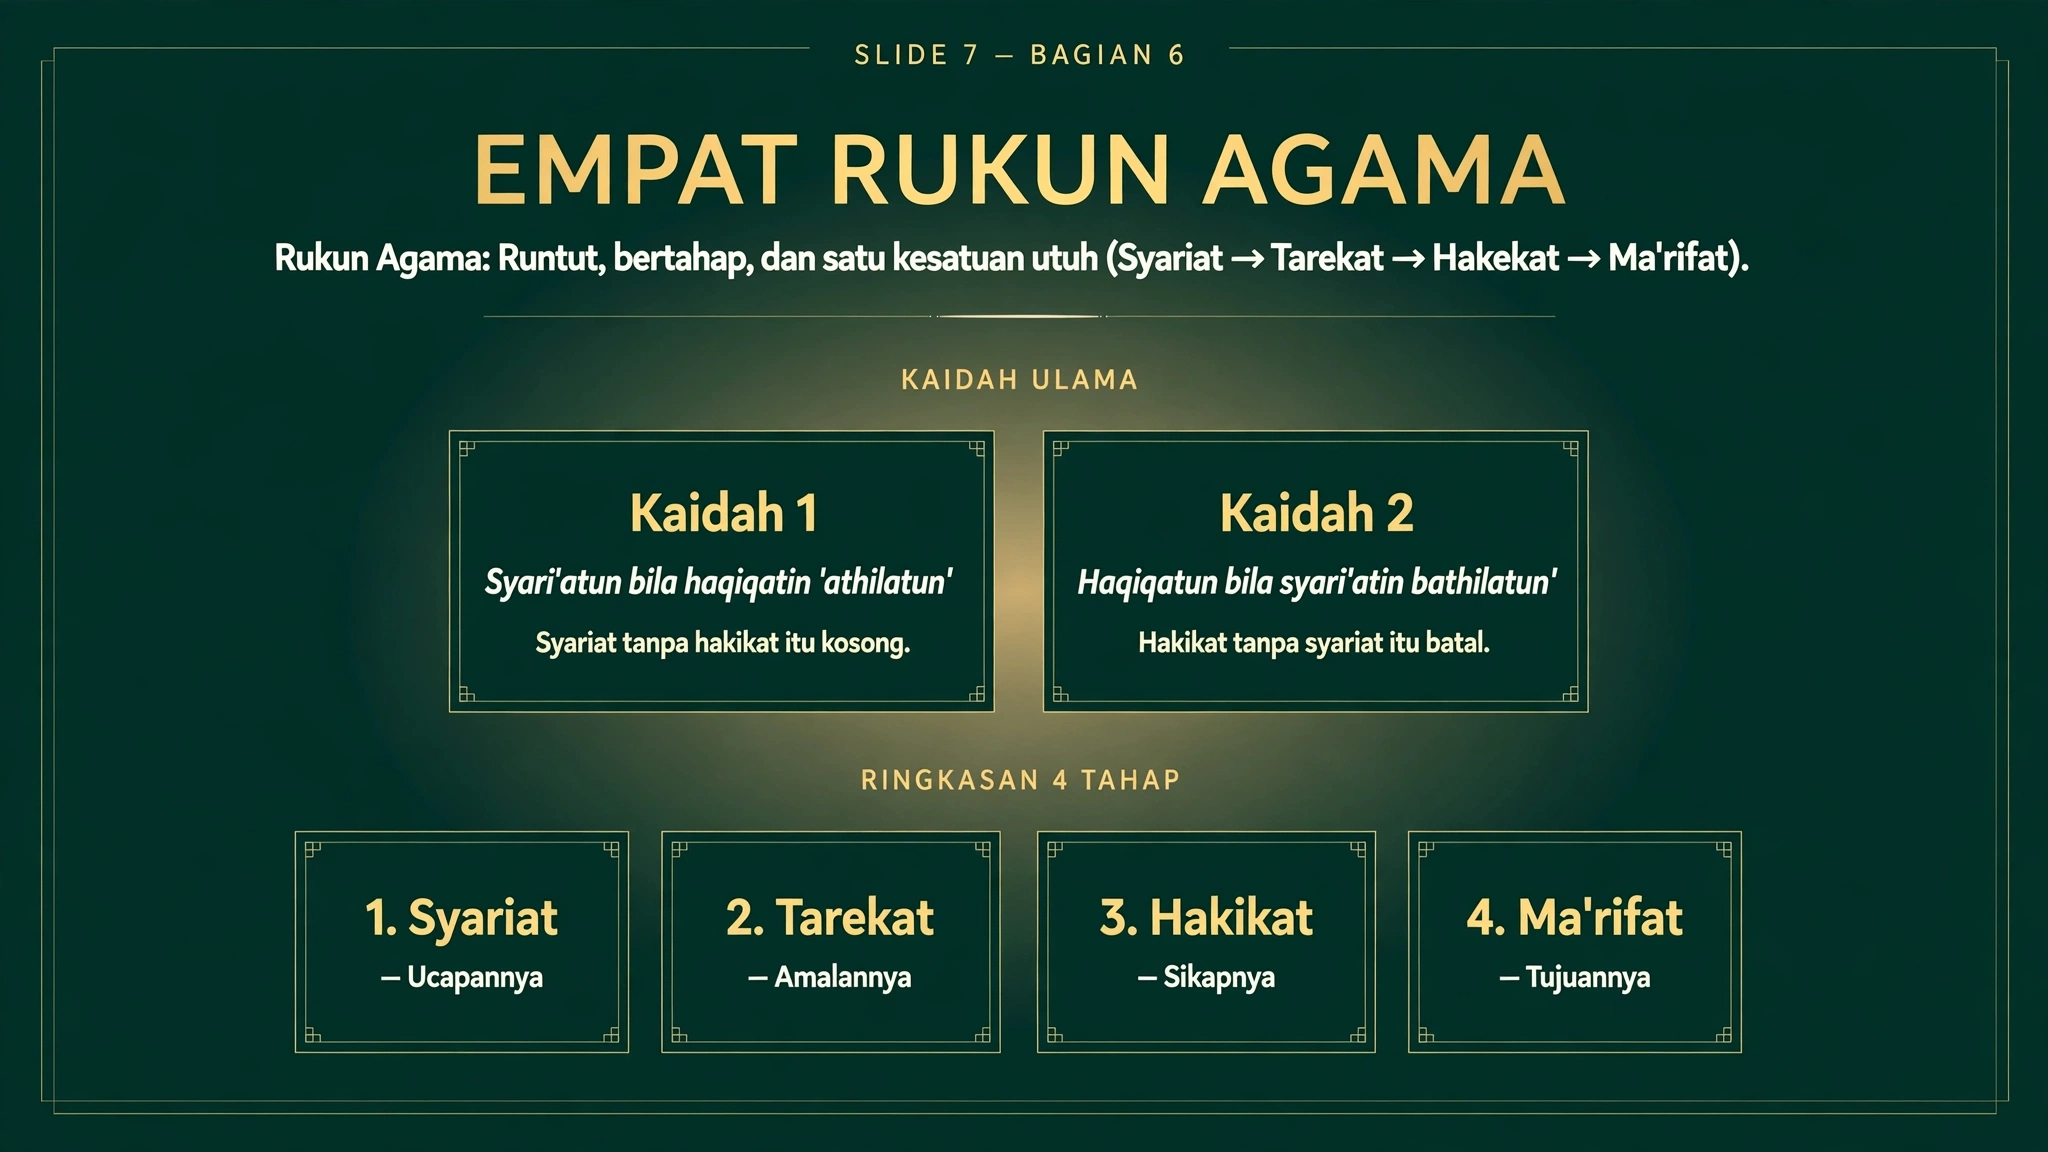 SLIDE 7 – BAGIAN 6
EMPAT RUKUN AGAMA
Rukun Agama: Runtut, bertahap, dan satu kesatuan utuh (Syariat → Tarekat → Hakekat → Ma'rifat).
KAIDAH ULAMA
Kaidah 1
Syari'atun bila haqiqatin 'athilatun'
Syariat tanpa hakikat itu kosong.
Kaidah 2
Haqiqatun bila syari'atin bathilatun'
Hakikat tanpa syariat itu batal.
RINGKASAN 4 TAHAP
1. Syariat
– Ucapannya
2. Tarekat
– Amalannya
3. Hakikat
– Sikapnya
4. Ma'rifat
– Tujuannya